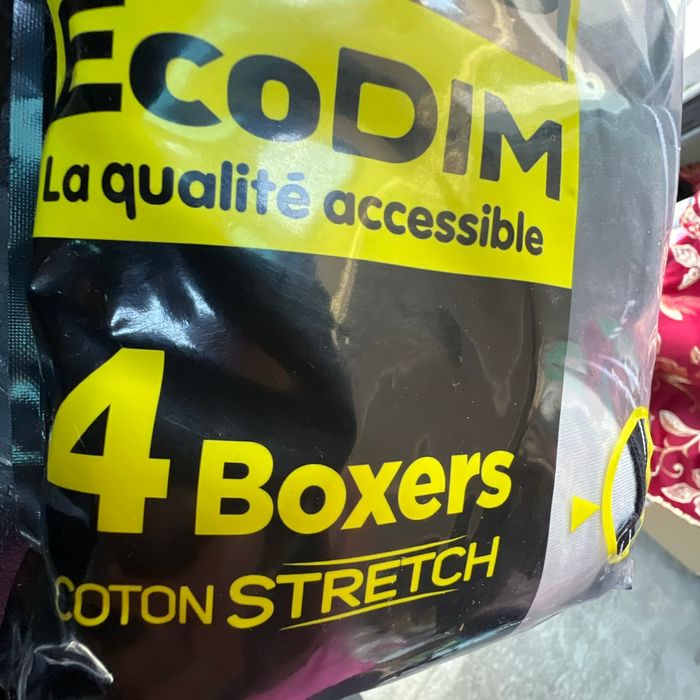 EcoDIM
La qualité accessible
4 Boxers
COTON STRETCH